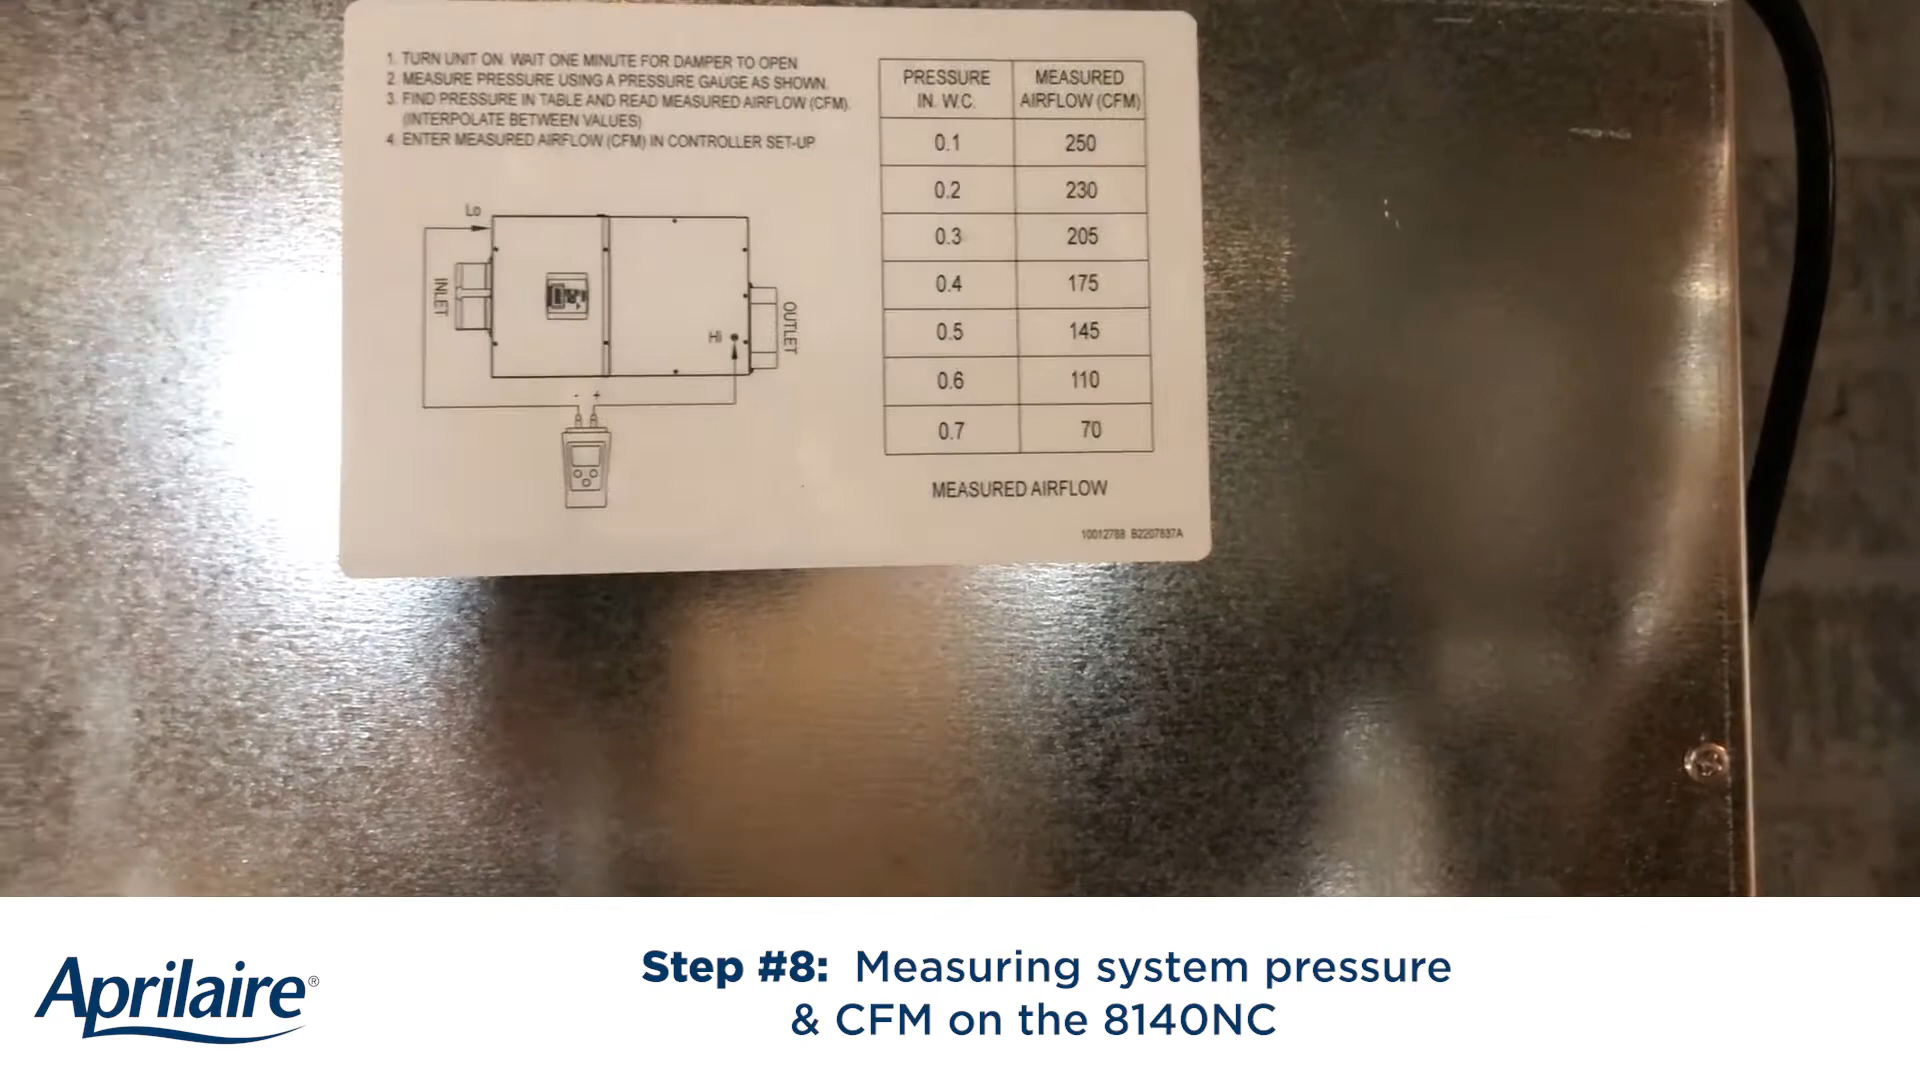 1. TURN UNIT ON. WAIT ONE MINUTE FOR DAMPER TO OPEN
2. MEASURE PRESSURE USING A PRESSURE GAUGE AS SHOWN.
3. FIND PRESSURE IN TABLE AND READ MEASURED AIRFLOW (CFM).
(INTERPOLATE BETWEEN VALUES)
4. ENTER MEASURED AIRFLOW (CFM) IN CONTROLLER SET-UP
Lo
INLET
Hi
OUTLET
- +
PRESSURE IN. W.C. MEASURED AIRFLOW (CFM)
0.1 250
0.2 230
0.3 205
0.4 175
0.5 145
0.6 110
0.7 70
MEASURED AIRFLOW
10012788 B2207837A
Aprilaire®
Step #8: Measuring system pressure
& CFM on the 8140NC